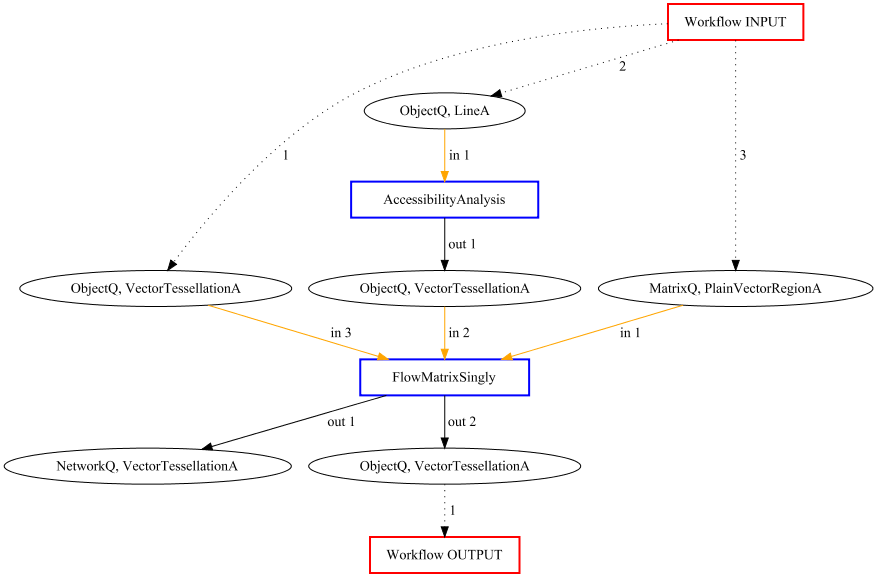 Workflow INPUT
2
ObjectQ, LineA
1
in 1
3
AccessibilityAnalysis
out 1
ObjectQ, VectorTessellationA
ObjectQ, VectorTessellationA
MatrixQ, PlainVectorRegionA
in 3
in 2
in 1
FlowMatrixSingly
out 1
out 2
NetworkQ, VectorTessellationA
ObjectQ, VectorTessellationA
1
Workflow OUTPUT